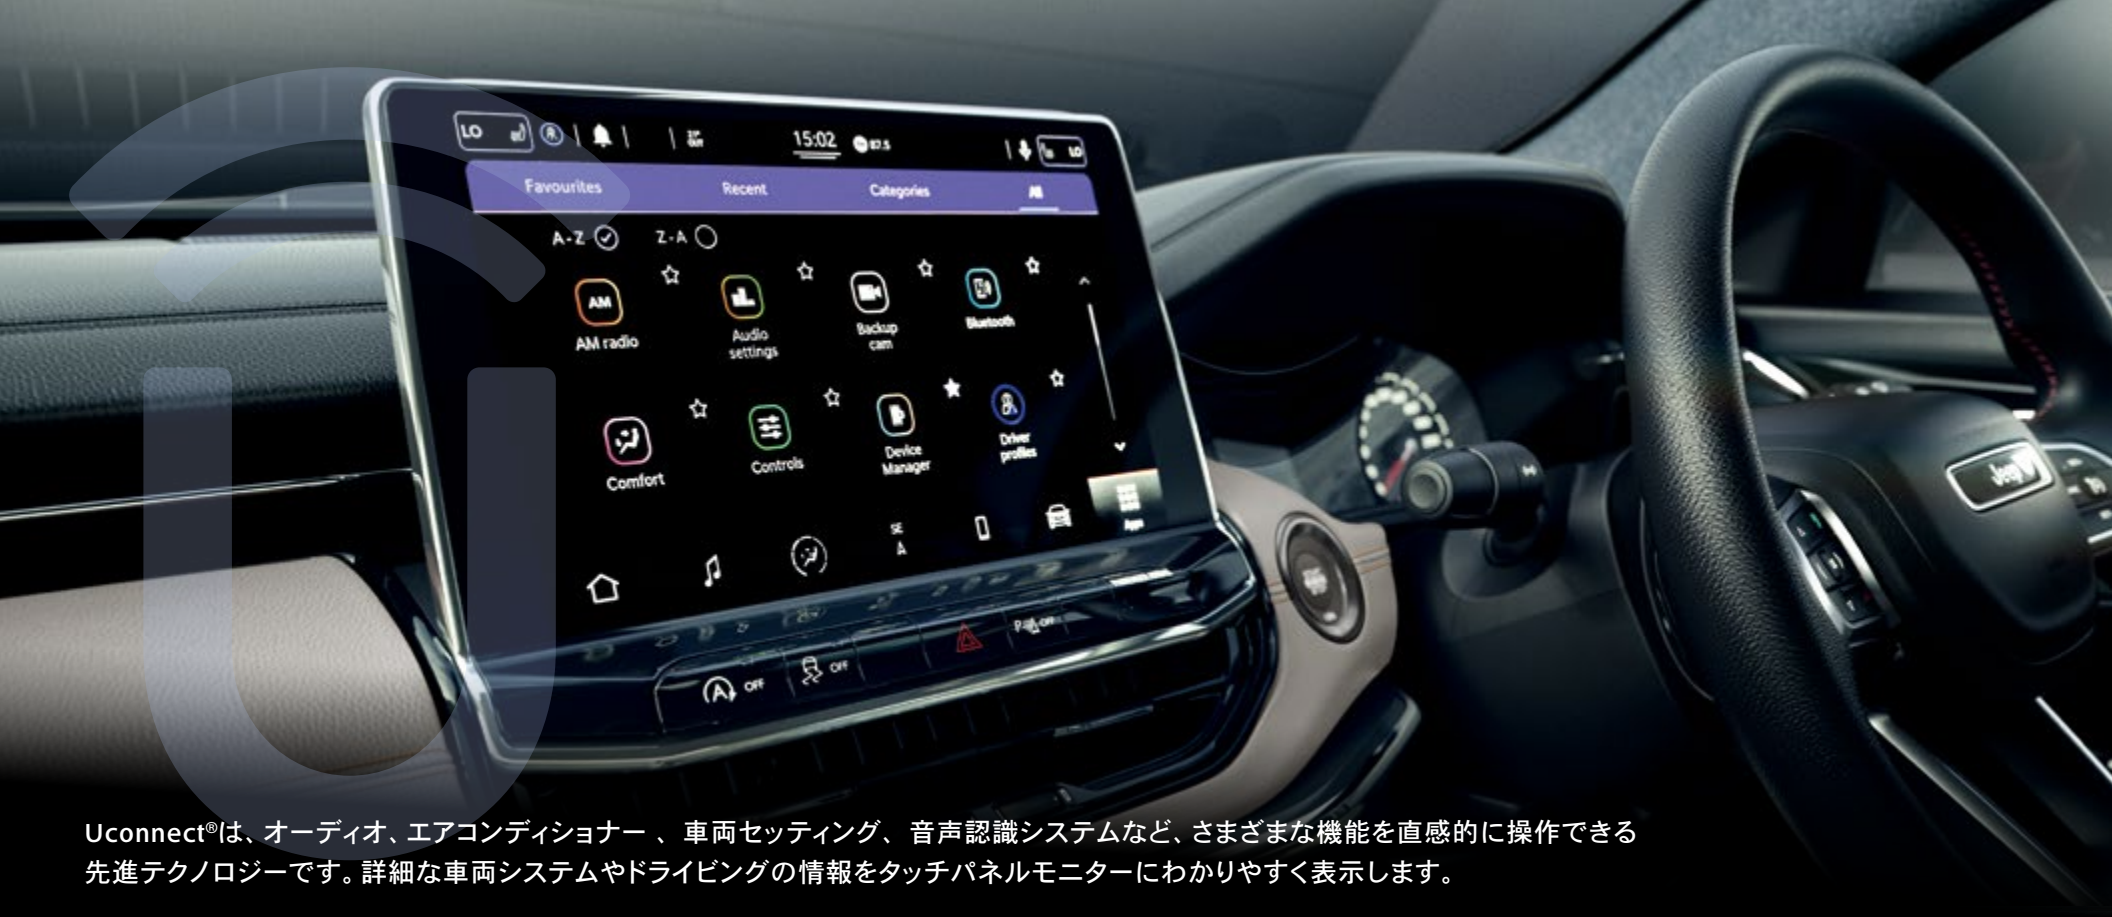 LO
15:02
87.5
LO
Favourites Recent Categories All
A-Z Z-A
AM
AM radio
Audio
settings
Backup
cam
Bluetooth
Comfort
Controls
Device
Manager
Driver
profiles
SE
A
Apps
A OFF
OFF
OFF
Jeep
Uconnect®は、オーディオ、エアコンディショナー 、車両セッティング、音声認識システムなど、さまざまな機能を直感的に操作できる
先進テクノロジーです。詳細な車両システムやドライビングの情報をタッチパネルモニターにわかりやすく表示します。